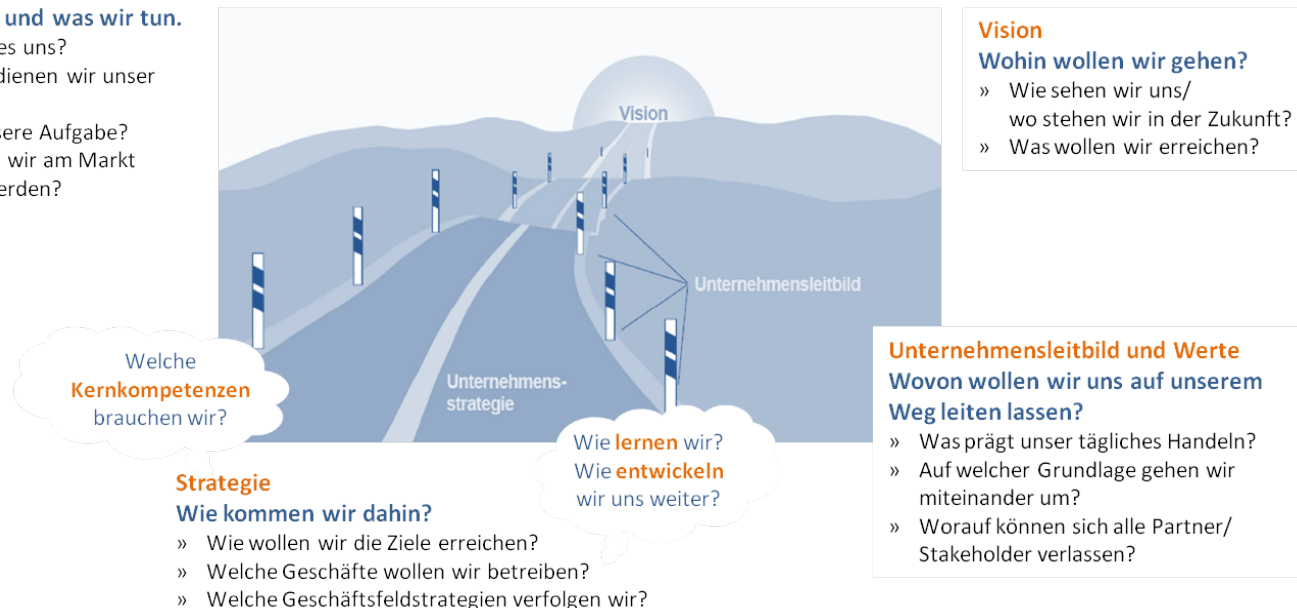 und was wir tun.
es uns?
dienen wir unser
sere Aufgabe?
wir am Markt
erden?
Vision
Vision
Wohin wollen wir gehen?
» Wie sehen wir uns/
wo stehen wir in der Zukunft?
» Was wollen wir erreichen?
Unternehmensleitbild
Unternehmens-
strategie
Welche
Kernkompetenzen
brauchen wir?
Wie lernen wir?
Wie entwickeln
wir uns weiter?
Unternehmensleitbild und Werte
Wovon wollen wir uns auf unserem
Weg leiten lassen?
» Was prägt unser tägliches Handeln?
» Auf welcher Grundlage gehen wir
miteinander um?
» Worauf können sich alle Partner/
Stakeholder verlassen?
Strategie
Wie kommen wir dahin?
» Wie wollen wir die Ziele erreichen?
» Welche Geschäfte wollen wir betreiben?
» Welche Geschäftsfeldstrategien verfolgen wir?